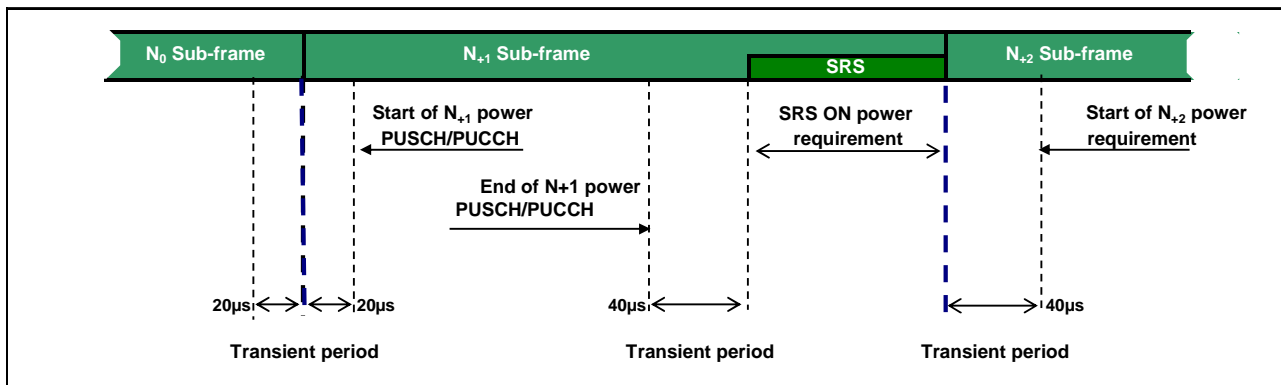 N₀ Sub-frame
N₊₁ Sub-frame
SRS
N₊₂ Sub-frame
Start of N₊₁ power
PUSCH/PUCCH
SRS ON power
requirement
Start of N₊₂ power
requirement
End of N+1 power
PUSCH/PUCCH
20µs
20µs
40µs
40µs
Transient period
Transient period
Transient period